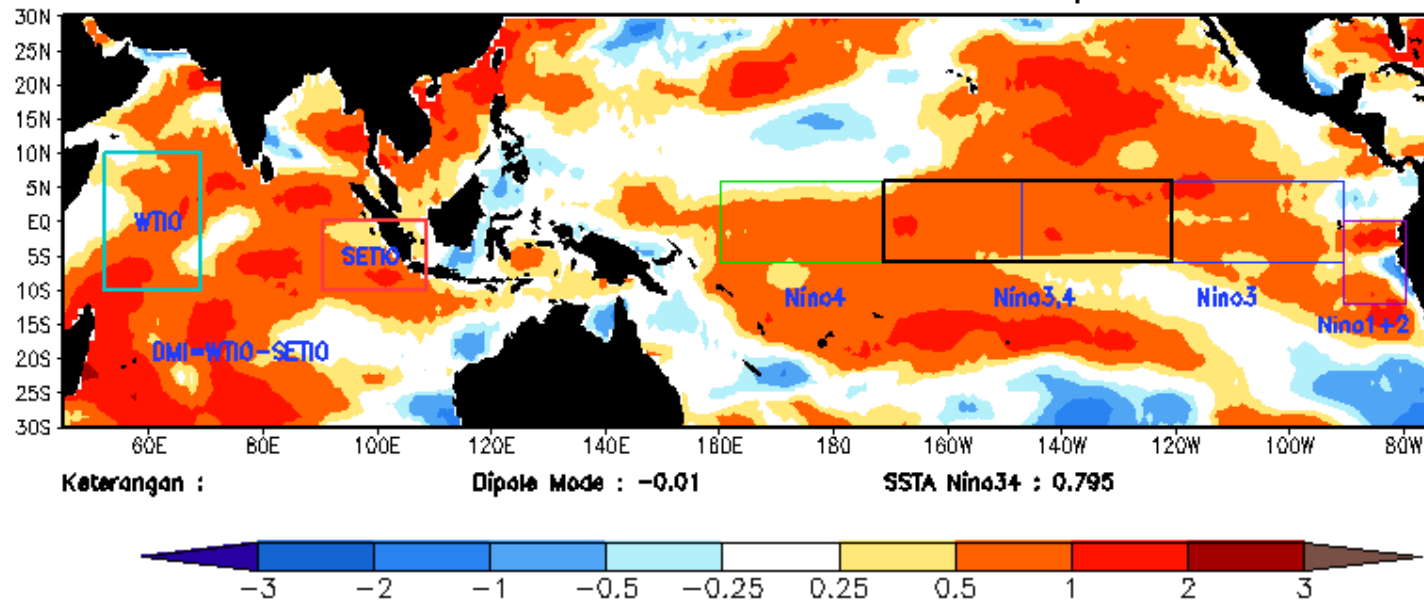 30N
25N
20N
15N
10N
5N
EQ
5S
10S
15S
20S
25S
30S
WTIO
SETIO
Nino4
Nino3,4
Nino3
Nino1+2
DMI=WTIO-SETIO
60E 80E 100E 120E 140E 160E 180 160W 140W 120W 100W 80W
Keterangan : Dipole Mode : -0.01 SSTA Nino34 : 0.795
-3 -2 -1 -0.5 -0.25 0.25 0.5 1 2 3